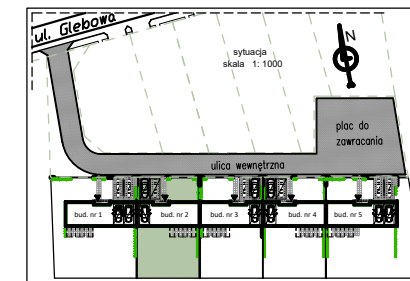 ul. Glebowa
sytuacja
skala 1: 1000
N
plac do
zawracania
ulica wewnętrzna
bud. nr 1
bud. nr 2
bud. nr 3
bud. nr 4
bud. nr 5